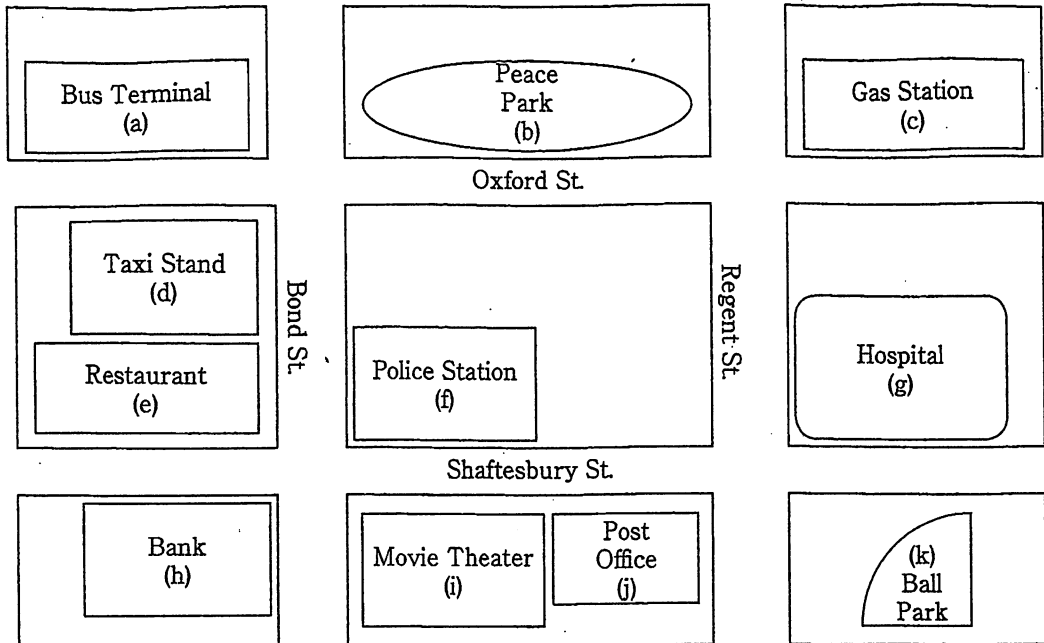 Bus Terminal
(a)
Peace
Park
(b)
Gas Station
(c)
Oxford St.
Taxi Stand
(d)
Restaurant
(e)
Bond St.
Police Station
(f)
Regent St.
Hospital
(g)
Shaftesbury St.
Bank
(h)
Movie Theater
(i)
Post
Office
(j)
(k)
Ball
Park